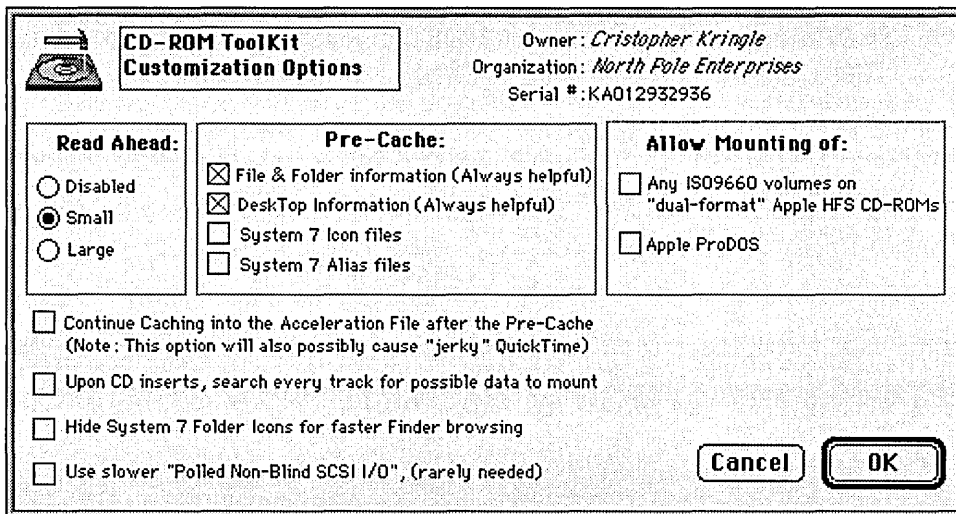 CD-ROM ToolKit
Customization Options
Owner: Cristopher Kringle
Organization: North Pole Enterprises
Serial #:KA012932936
Read Ahead:
Disabled
Small
Large
Pre-Cache:
File & Folder information (Always helpful)
DeskTop Information (Always helpful)
System 7 Icon files
System 7 Alias files
Allow Mounting of:
Any ISO9660 volumes on
"dual-format" Apple HFS CD-ROMs
Apple ProDOS
Continue Caching into the Acceleration File after the Pre-Cache
(Note: This option will also possibly cause "jerky" QuickTime)
Upon CD inserts, search every track for possible data to mount
Hide System 7 Folder Icons for faster Finder browsing
Use slower "Polled Non-Blind SCSI I/O", (rarely needed)
Cancel
OK